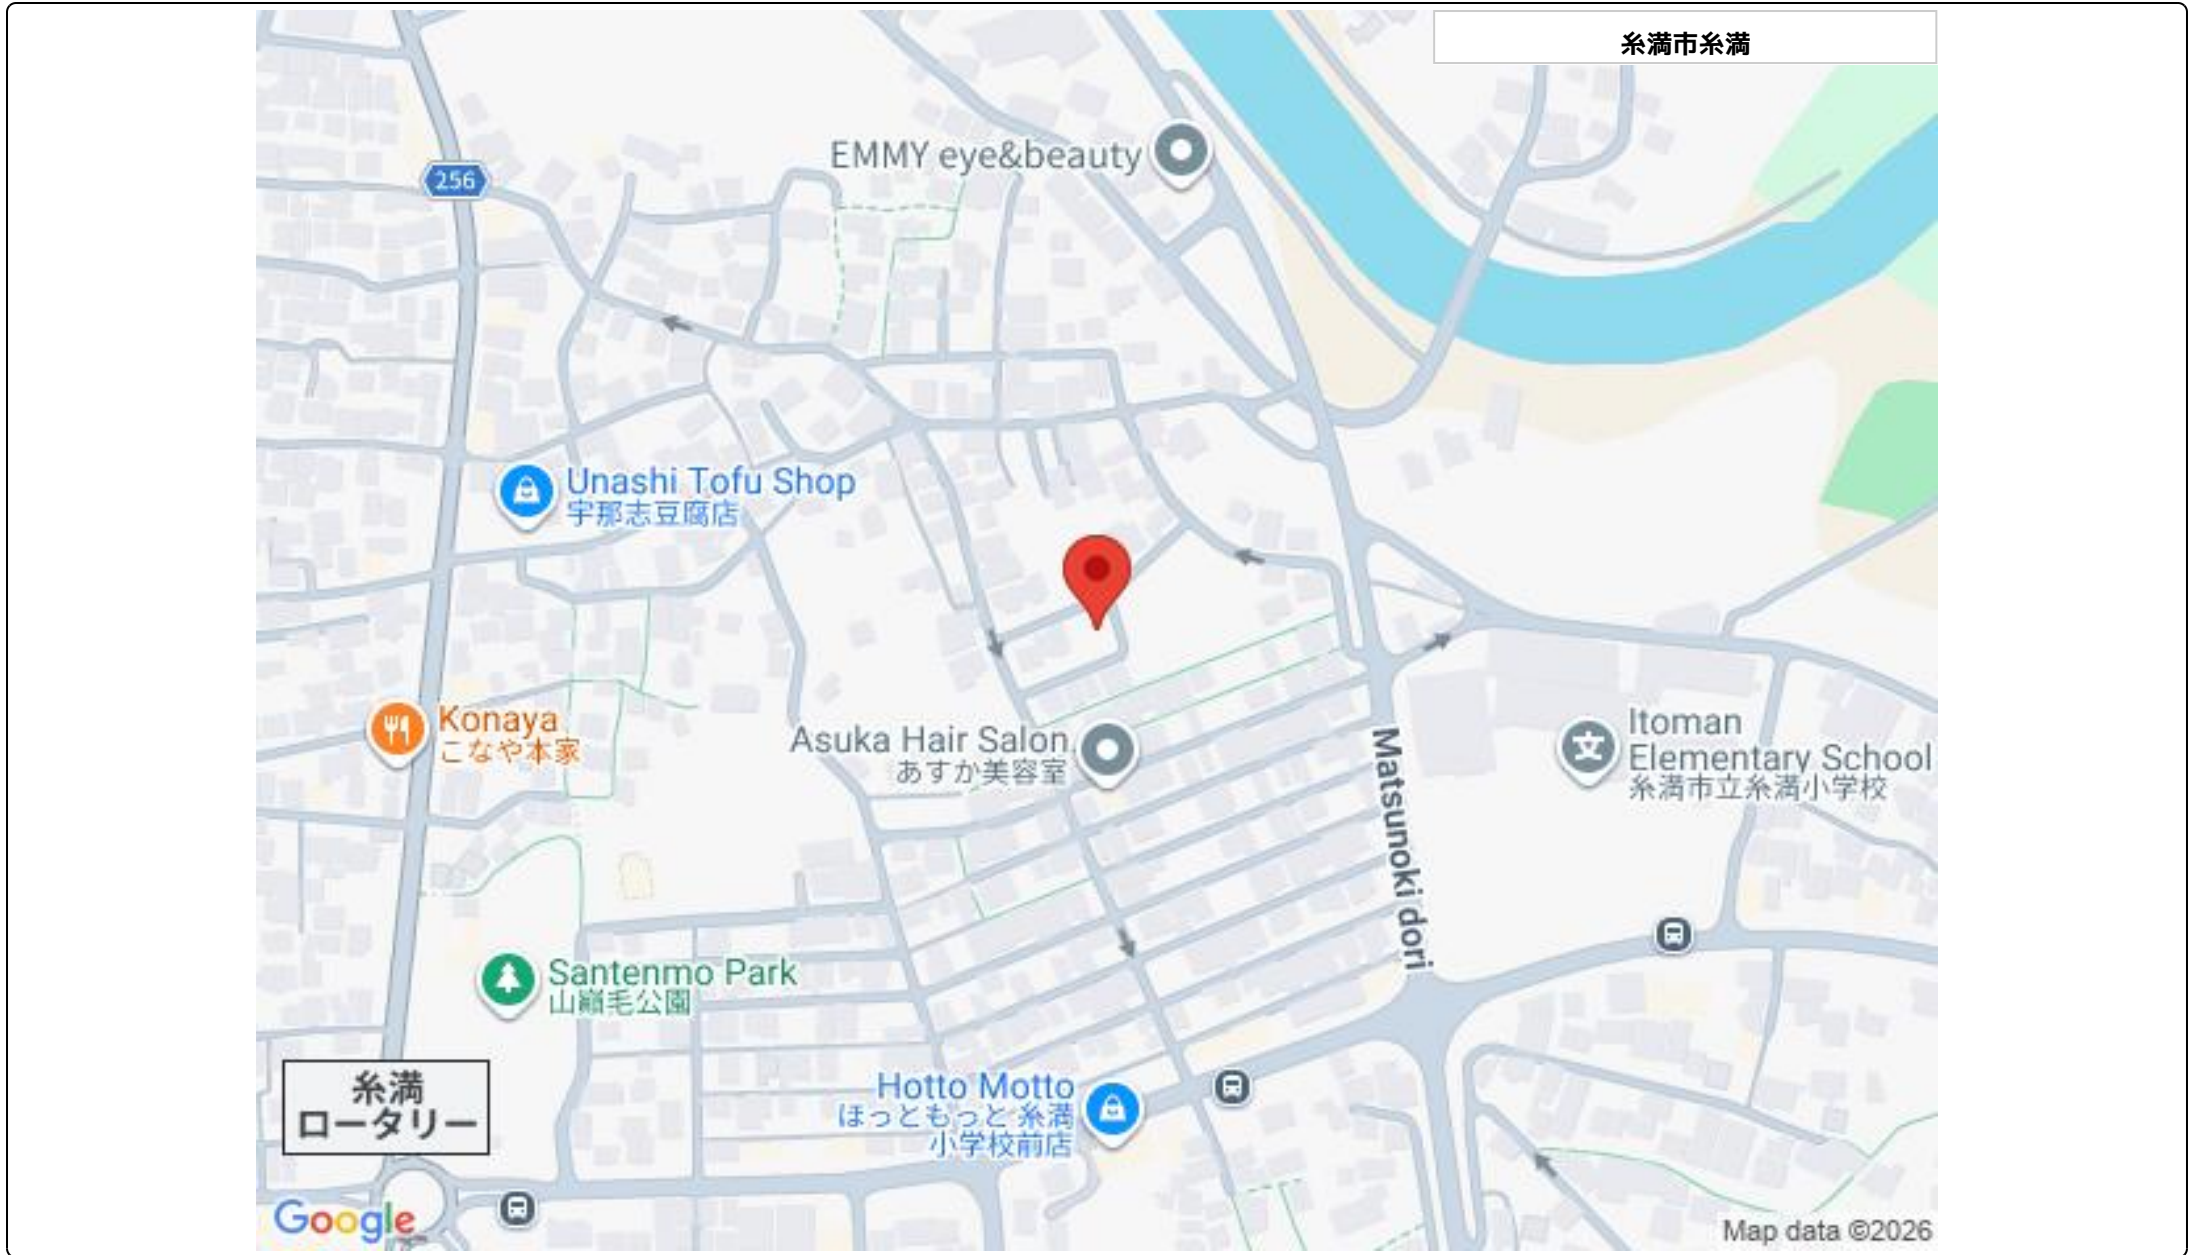 糸満市糸満
EMMY eye&beauty
256
Unashi Tofu Shop
宇那志豆腐店
Konaya
こなや本家
Asuka Hair Salon
あすか美容室
Matsunoki dori
Itoman
Elementary School
糸満市立糸満小学校
Santenmo Park
山巓毛公園
糸満
ロータリー
Hotto Motto
ほっともっと 糸満
小学校前店
Google
Map data ©2026